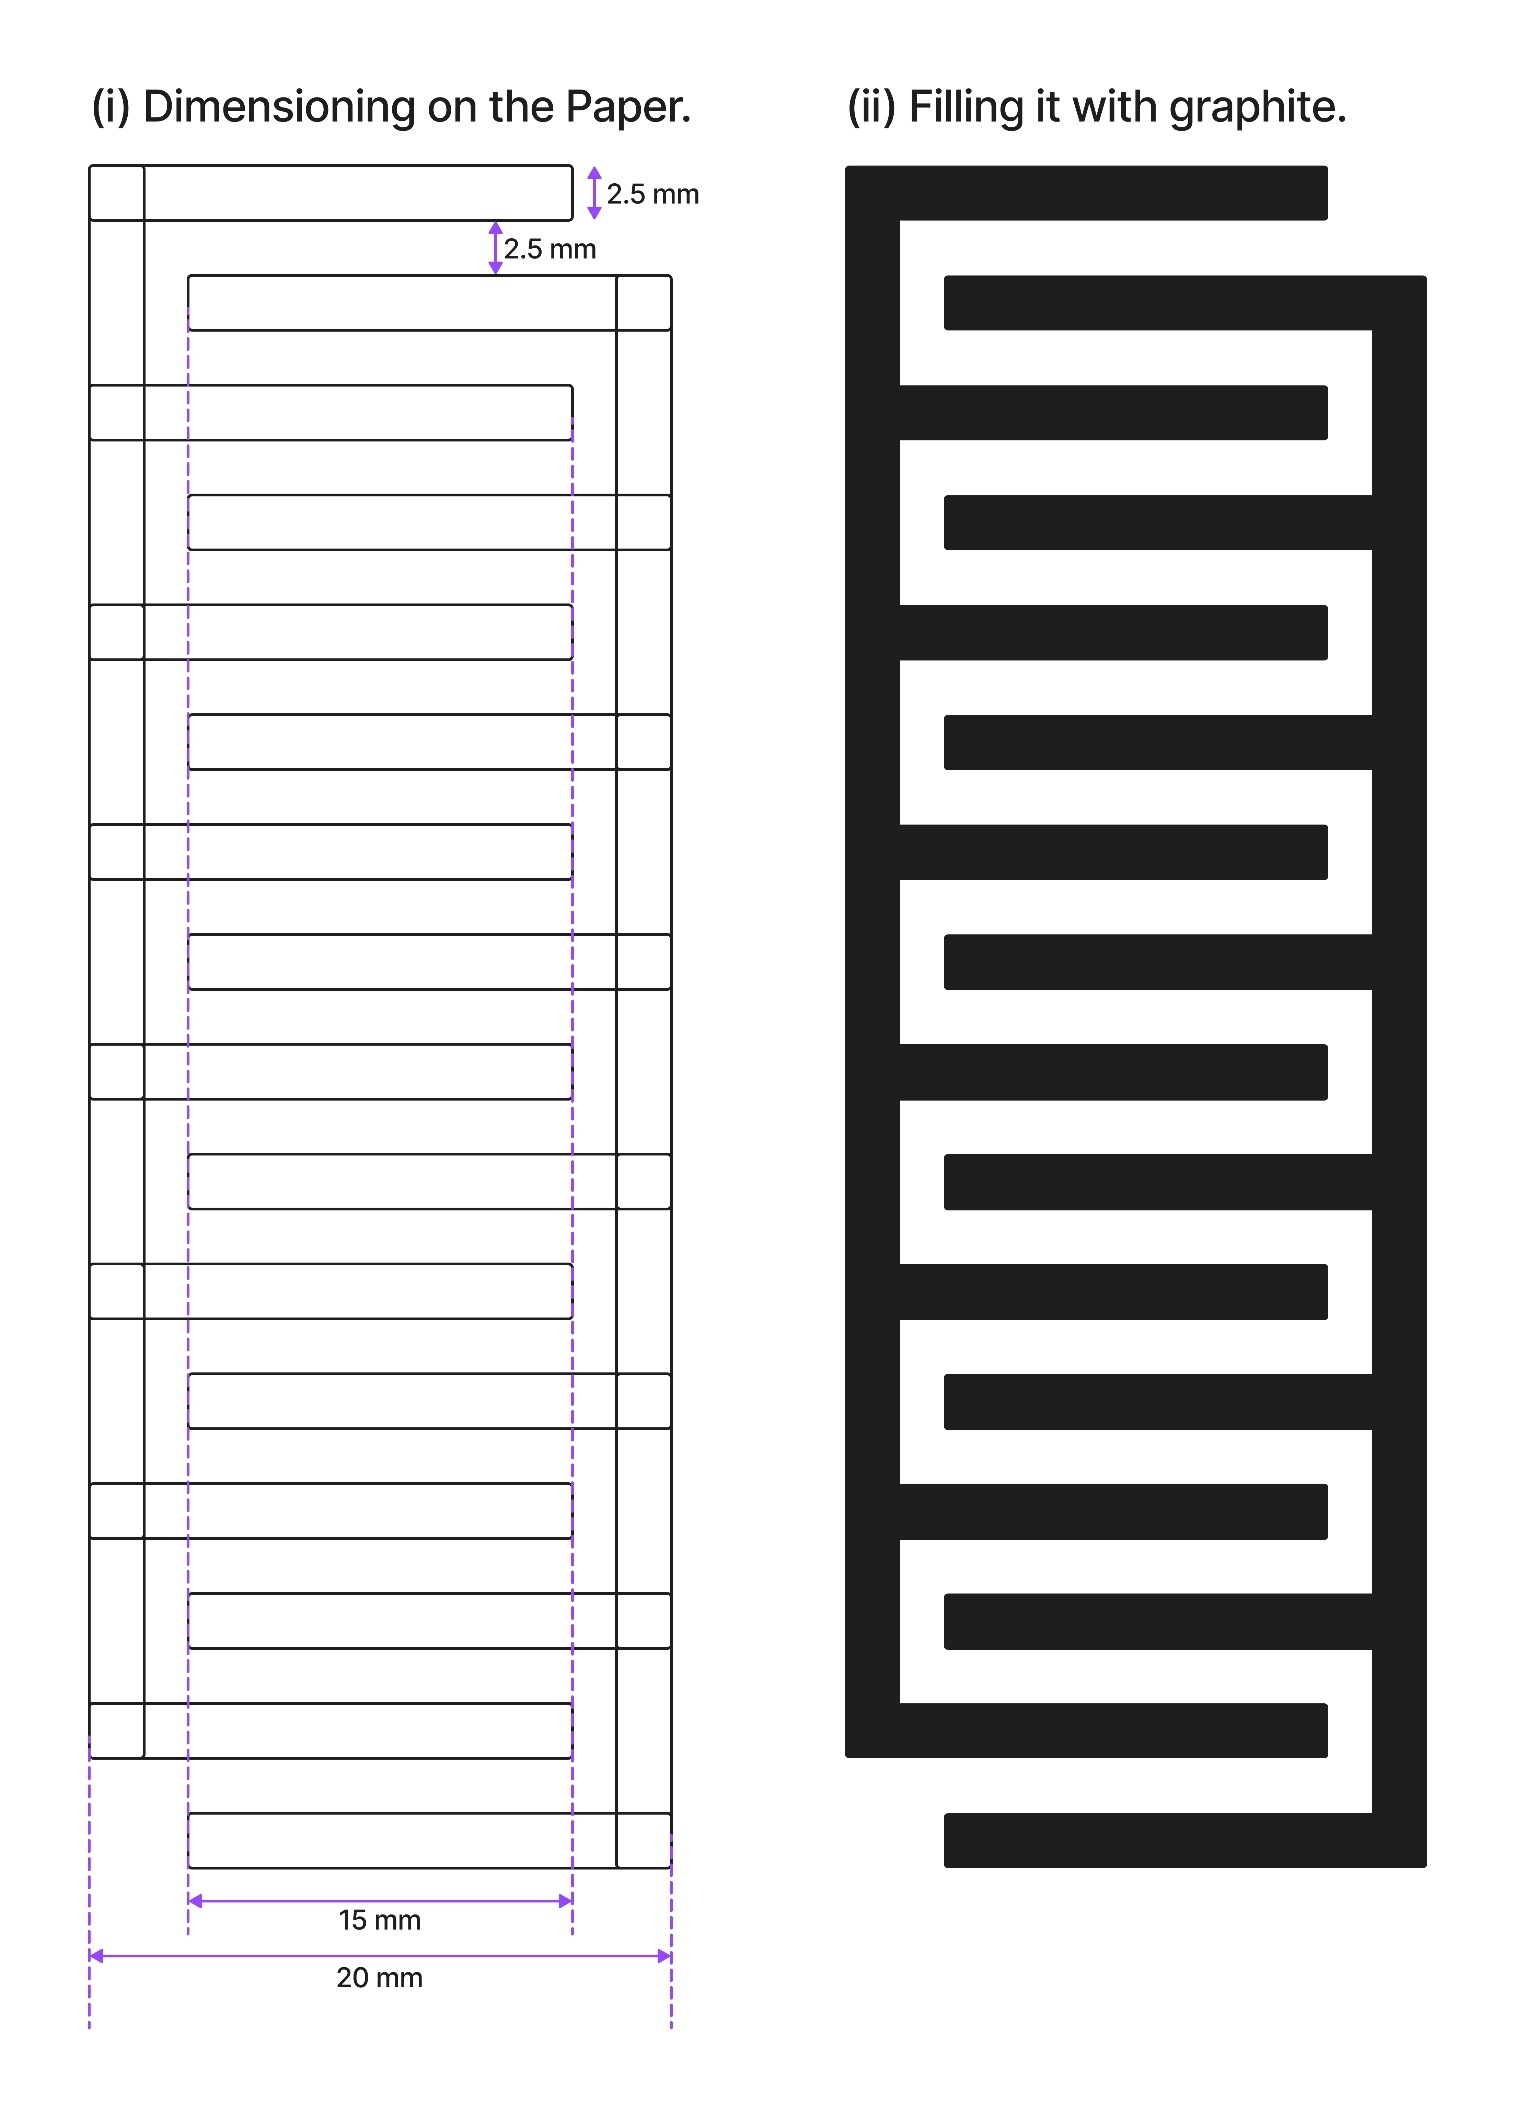 (i) Dimensioning on the Paper.
(ii) Filling it with graphite.
2.5 mm
2.5 mm
15 mm
20 mm